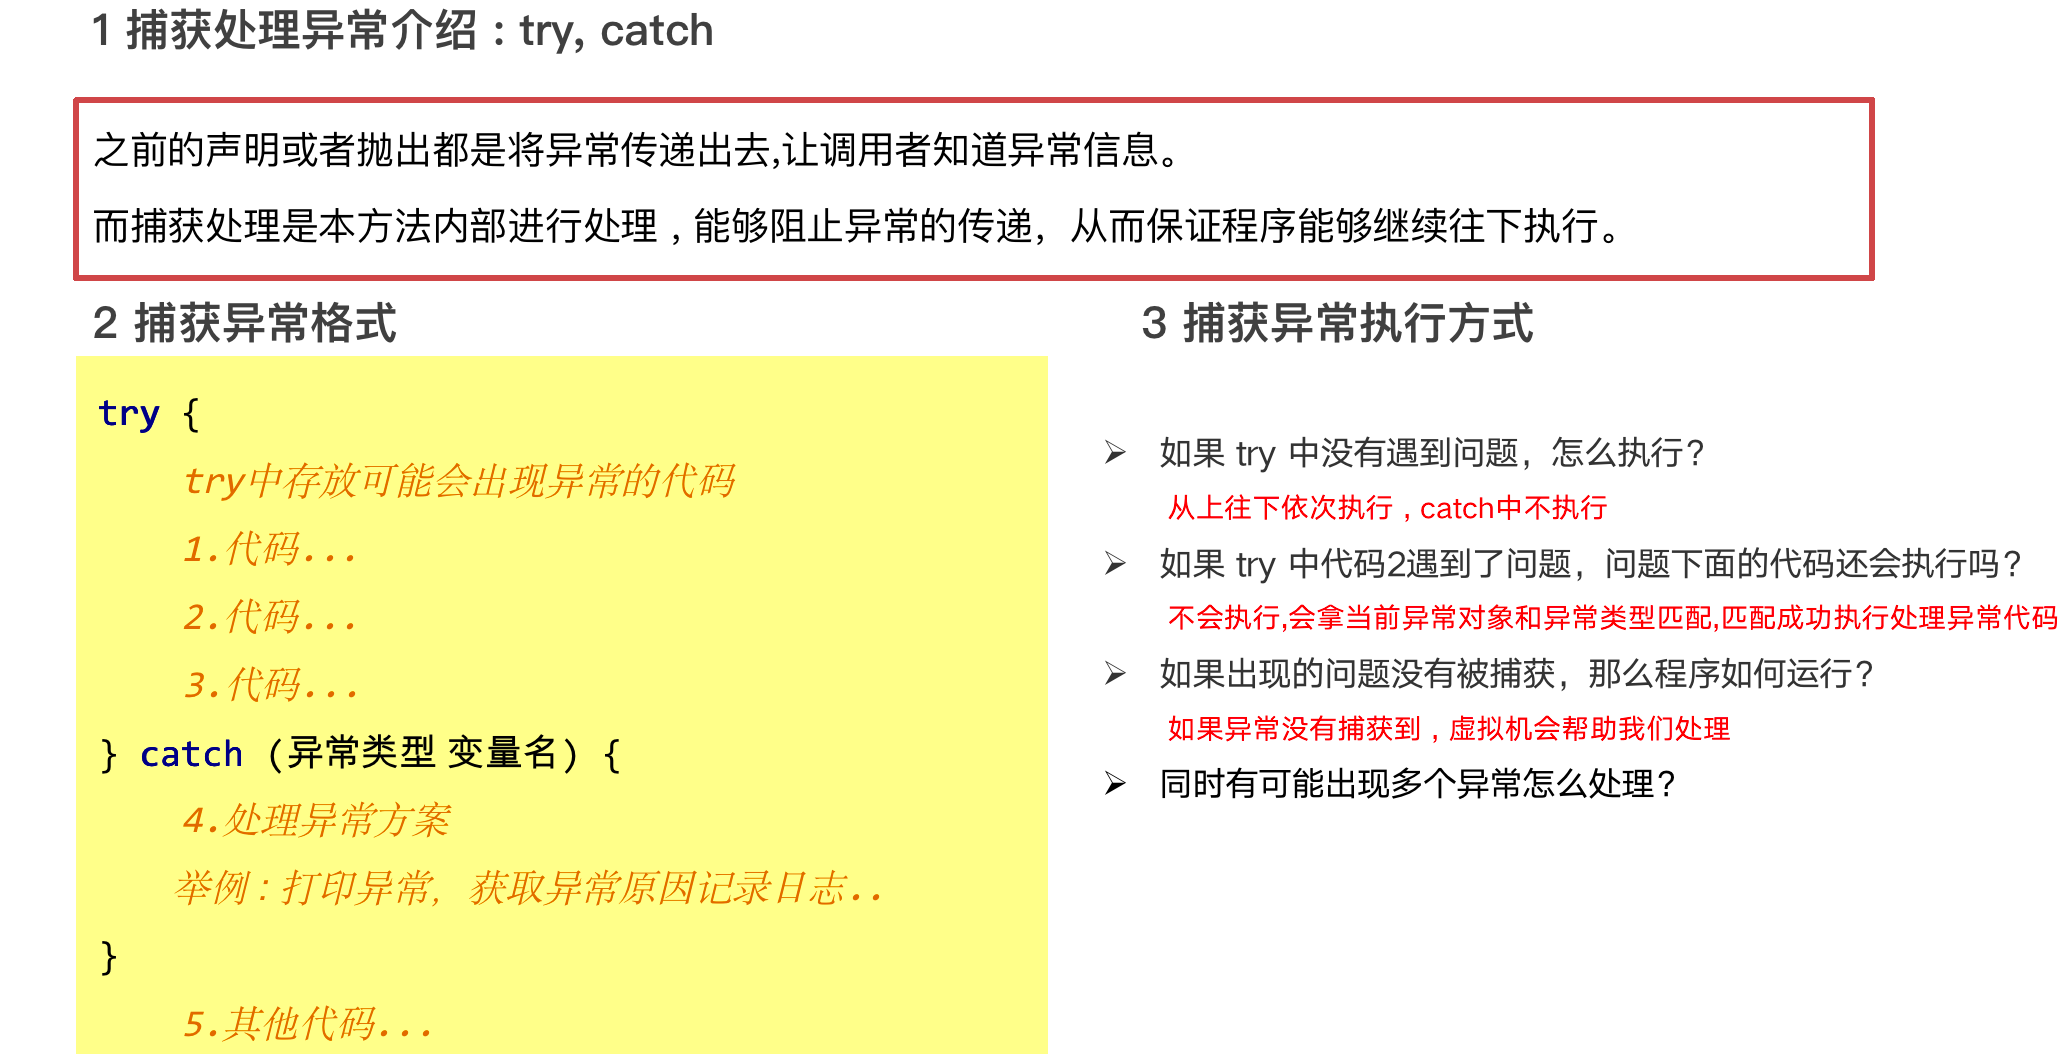 1 捕获处理异常介绍：try, catch
之前的声明或者抛出都是将异常传递出去,让调用者知道异常信息。
而捕获处理是本方法内部进行处理，能够阻止异常的传递，从而保证程序能够继续往下执行。
2 捕获异常格式
try {
try中存放可能会出现异常的代码
1.代码...
2.代码...
3.代码...
} catch (异常类型 变量名) {
4.处理异常方案
举例：打印异常，获取异常原因记录日志..
}
5.其他代码...
3 捕获异常执行方式
➢ 如果 try 中没有遇到问题，怎么执行？
从上往下依次执行，catch中不执行
➢ 如果 try 中代码2遇到了问题，问题下面的代码还会执行吗？
不会执行,会拿当前异常对象和异常类型匹配,匹配成功执行处理异常代码
➢ 如果出现的问题没有被捕获，那么程序如何运行？
如果异常没有捕获到，虚拟机会帮助我们处理
➢ 同时有可能出现多个异常怎么处理？